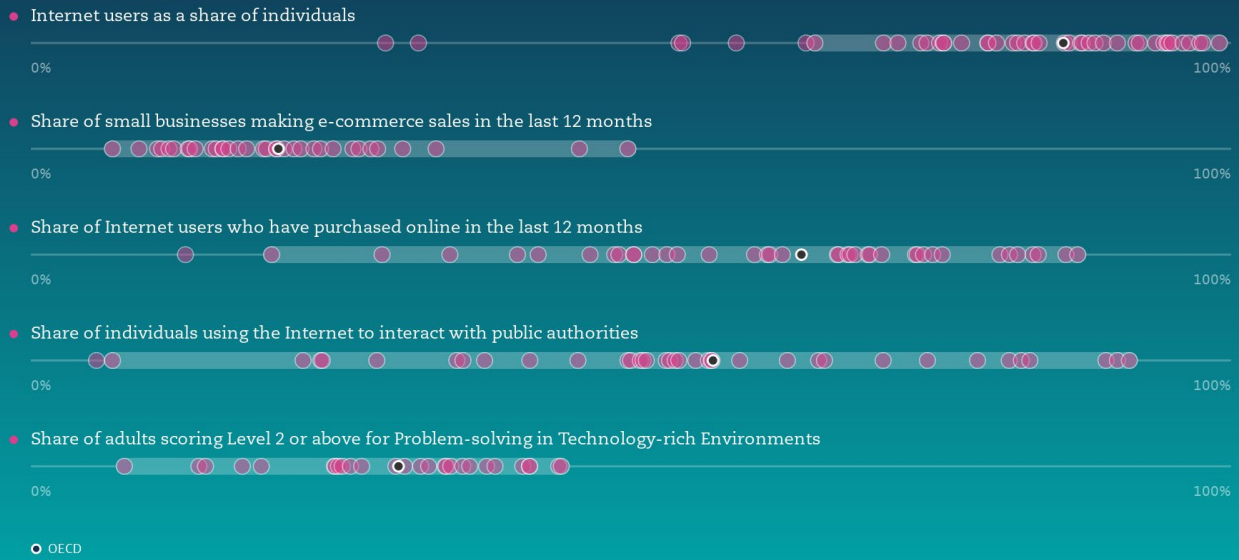 Internet users as a share of individuals
0% 100%
Share of small businesses making e-commerce sales in the last 12 months
0% 100%
Share of Internet users who have purchased online in the last 12 months
0% 100%
Share of individuals using the Internet to interact with public authorities
0% 100%
Share of adults scoring Level 2 or above for Problem-solving in Technology-rich Environments
0% 100%
OECD